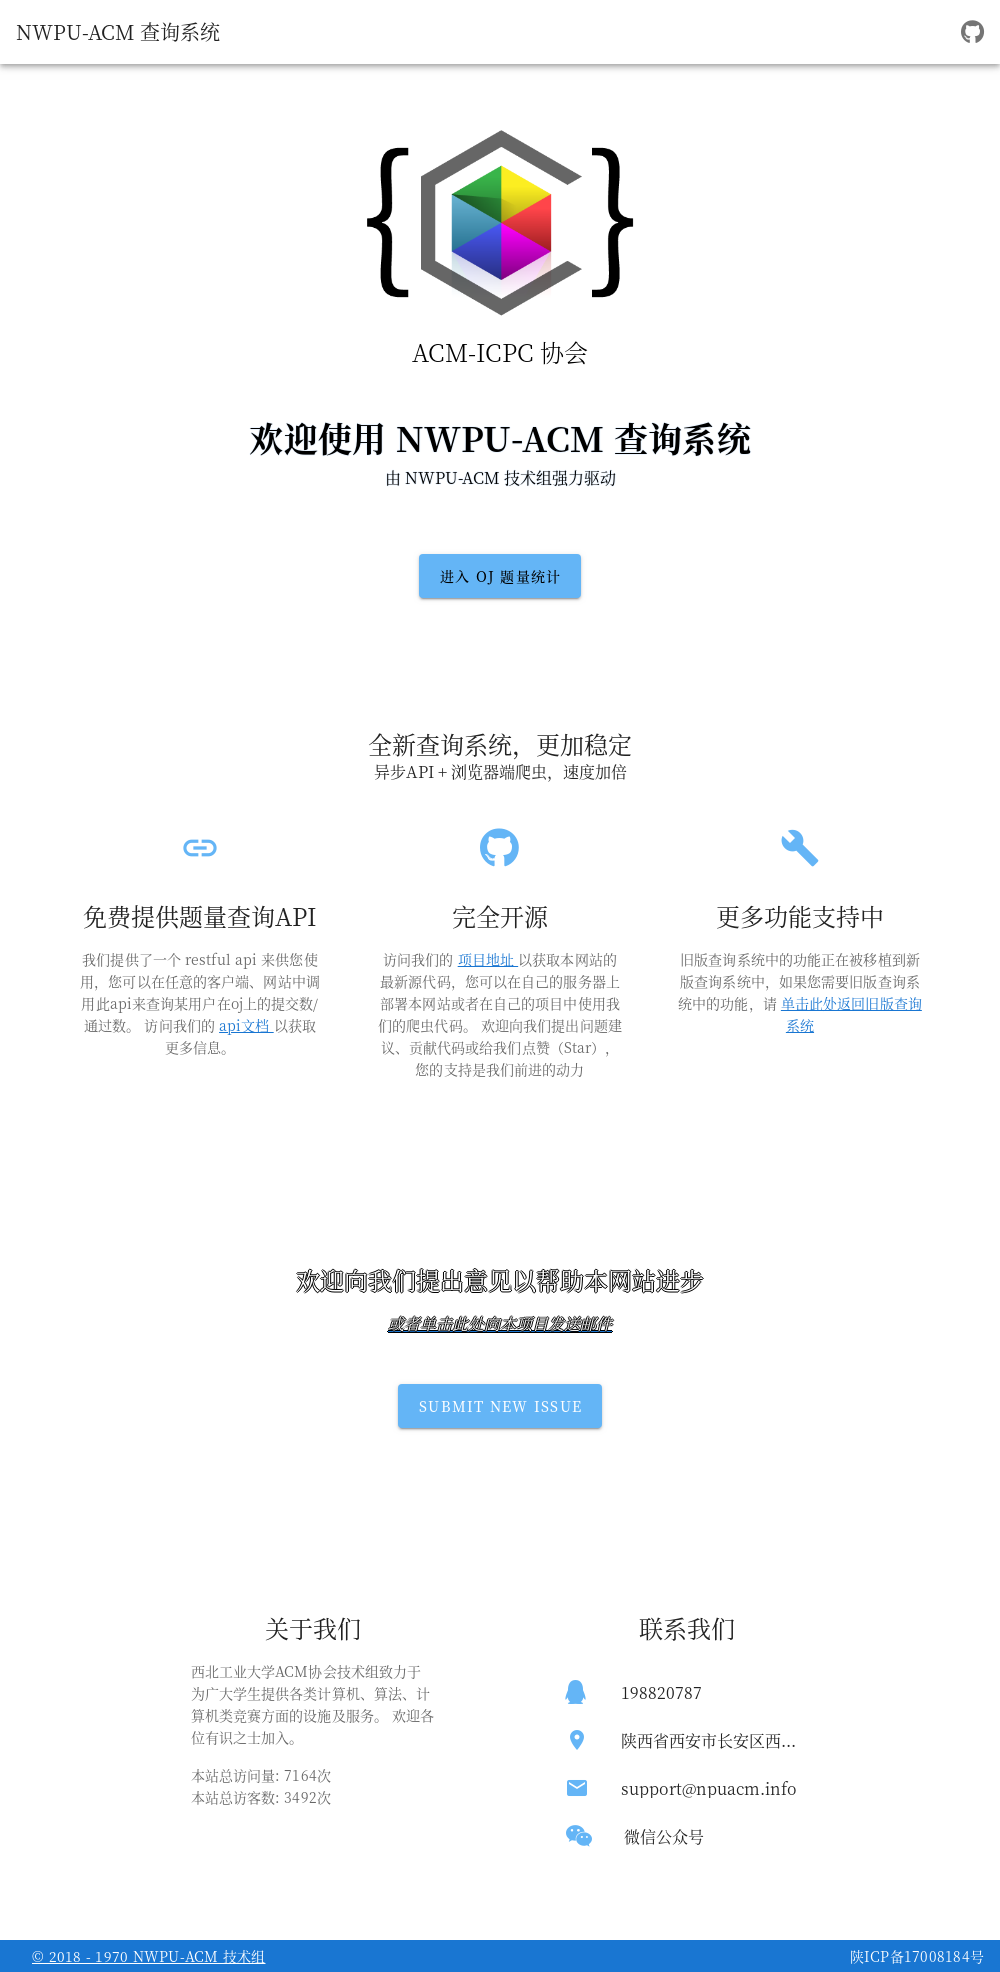 NWPU-ACM 查询系统
ACM-ICPC 协会
欢迎使用 NWPU-ACM 查询系统
由 NWPU-ACM 技术组强力驱动
进入 OJ 题量统计
全新查询系统，更加稳定
异步API + 浏览器端爬虫，速度加倍
免费提供题量查询API
我们提供了一个 restful api 来供您使
用，您可以在任意的客户端、网站中调
用此api来查询某用户在oj上的提交数/
通过数。 访问我们的 api文档 以获取
更多信息。
完全开源
访问我们的 项目地址 以获取本网站的
最新源代码，您可以在自己的服务器上
部署本网站或者在自己的项目中使用我
们的爬虫代码。 欢迎向我们提出问题建
议、贡献代码或给我们点赞（Star），
您的支持是我们前进的动力
更多功能支持中
旧版查询系统中的功能正在被移植到新
版查询系统中，如果您需要旧版查询系
统中的功能，请 单击此处返回旧版查询
系统
欢迎向我们提出意见以帮助本网站进步
或者单击此处向本项目发送邮件
SUBMIT NEW ISSUE
关于我们
西北工业大学ACM协会技术组致力于
为广大学生提供各类计算机、算法、计
算机类竞赛方面的设施及服务。 欢迎各
位有识之士加入。
本站总访问量: 7164次
本站总访客数: 3492次
联系我们
198820787
陕西省西安市长安区西...
support@npuacm.info
微信公众号
© 2018 - 1970 NWPU-ACM 技术组
陕ICP备17008184号